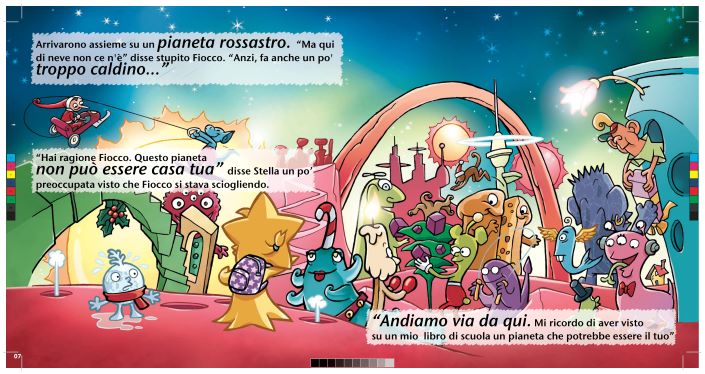 Arrivarono assieme su un pianeta rossastro. "Ma qui
di neve non ce n'è" disse stupito Fiocco. "Anzi, fa anche un po'
troppo caldino..."
"Hai ragione Fiocco. Questo pianeta
non può essere casa tua" disse Stella un po'
preoccupata visto che Fiocco si stava sciogliendo.
"Andiamo via da qui. Mi ricordo di aver visto
su un mio libro di scuola un pianeta che potrebbe essere il tuo"
07